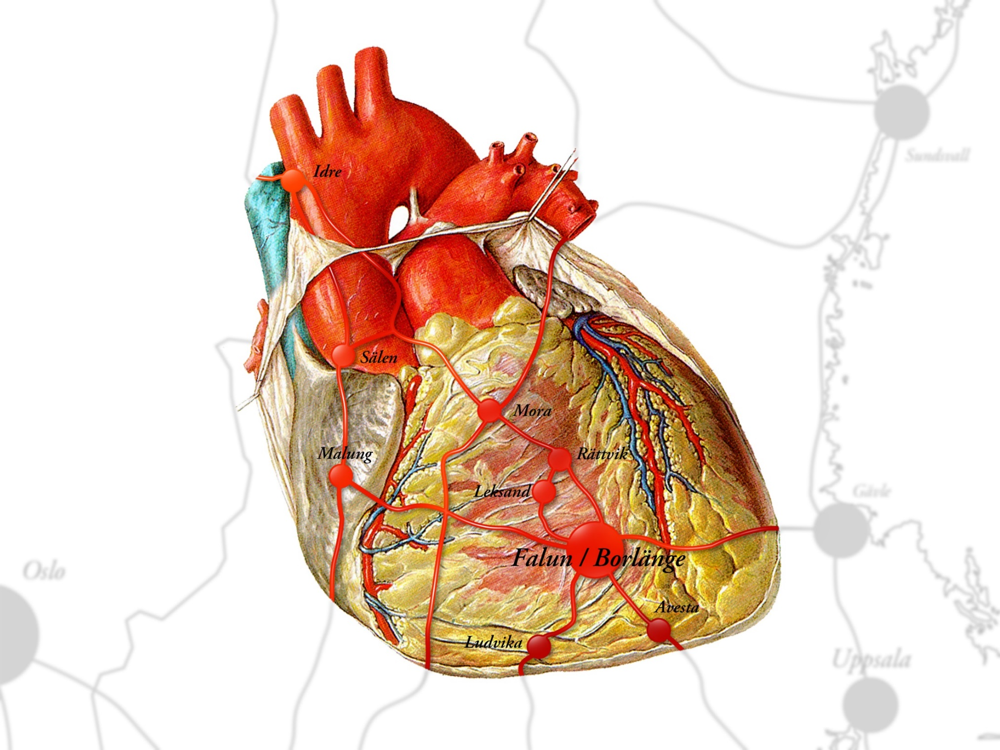 Sundsvall
Idre
Sälen
Mora
Malung
Rättvik
Leksand
Gävle
Falun / Borlänge
Oslo
Avesta
Ludvika
Uppsala